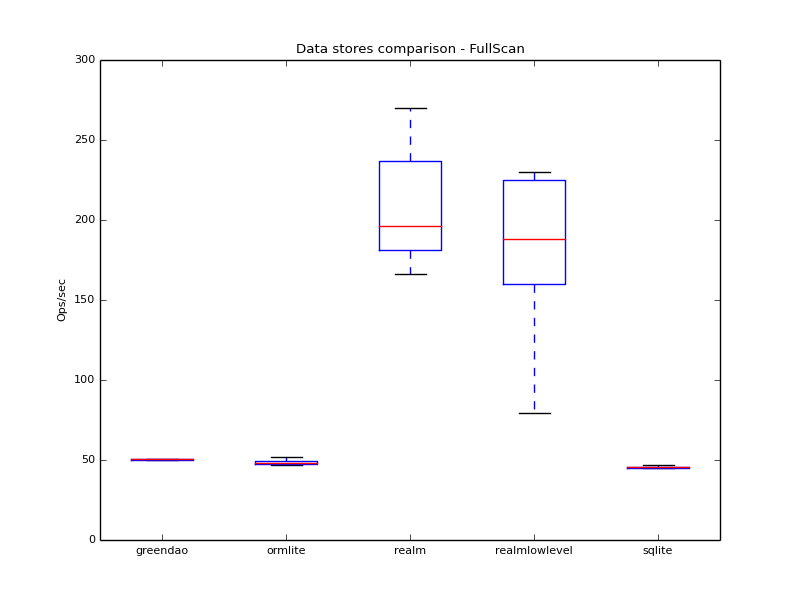 Data stores comparison - FullScan
300
250
200
150
100
50
0
Ops/sec
greendao ormlite realm realmlowlevel sqlite